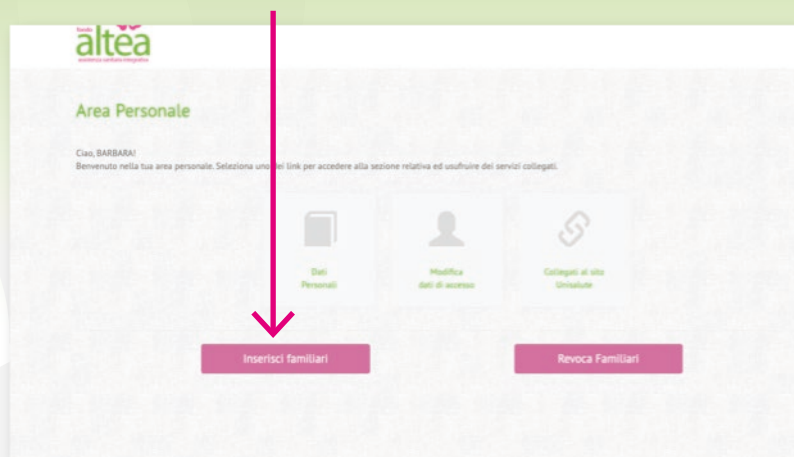 fondo
altea
assistenza sanitaria integrativa
Area Personale
Ciao, BARBARA!
Benvenuto nella tua area personale. Seleziona uno dei link per accedere alla sezione relativa ed usufruire dei servizi collegati.
Dati
Personali
Modifica
dati di accesso
Collegati al sito
Unisalute
Inserisci familiari
Revoca Familiari